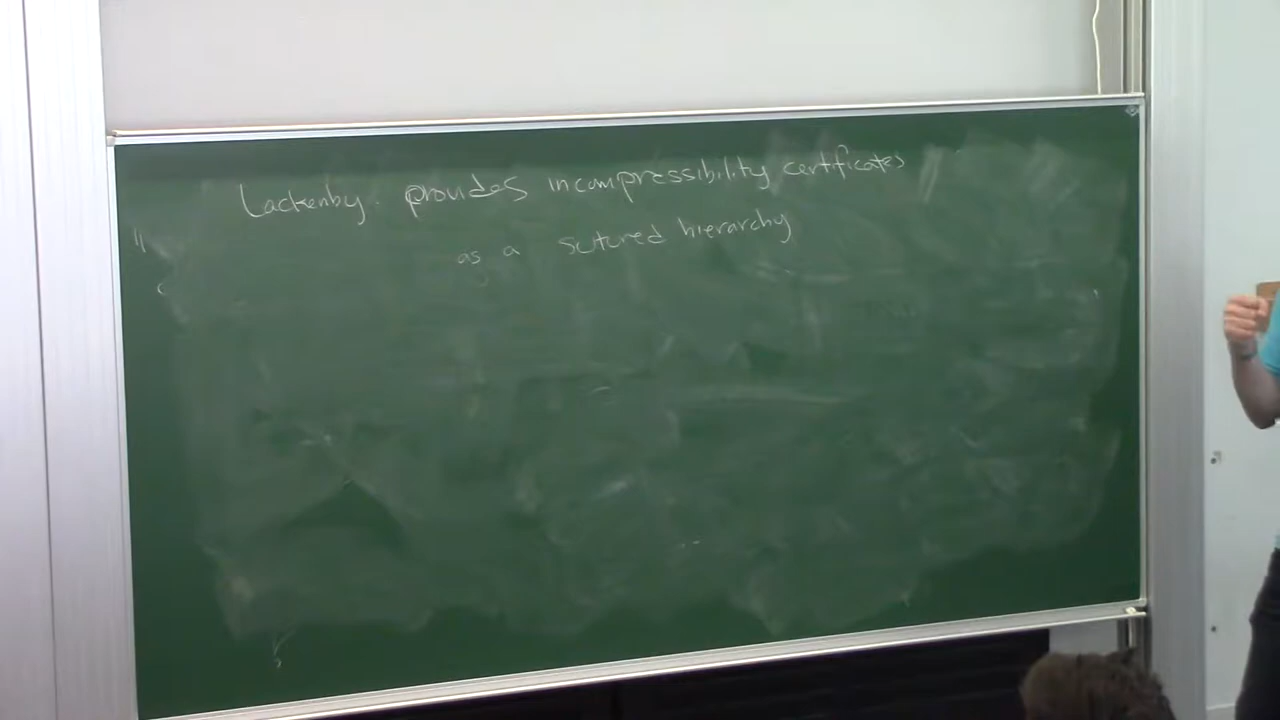 Lackenby. provides incompressibility certificates
as a sutured hierarchy